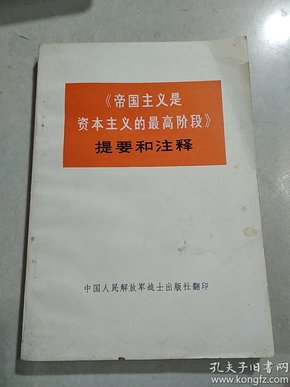 《帝国主义是
资本主义的最高阶段》
提要和注释
中国人民解放军战士出版社翻印
孔夫子旧书网
www.kongfz.com